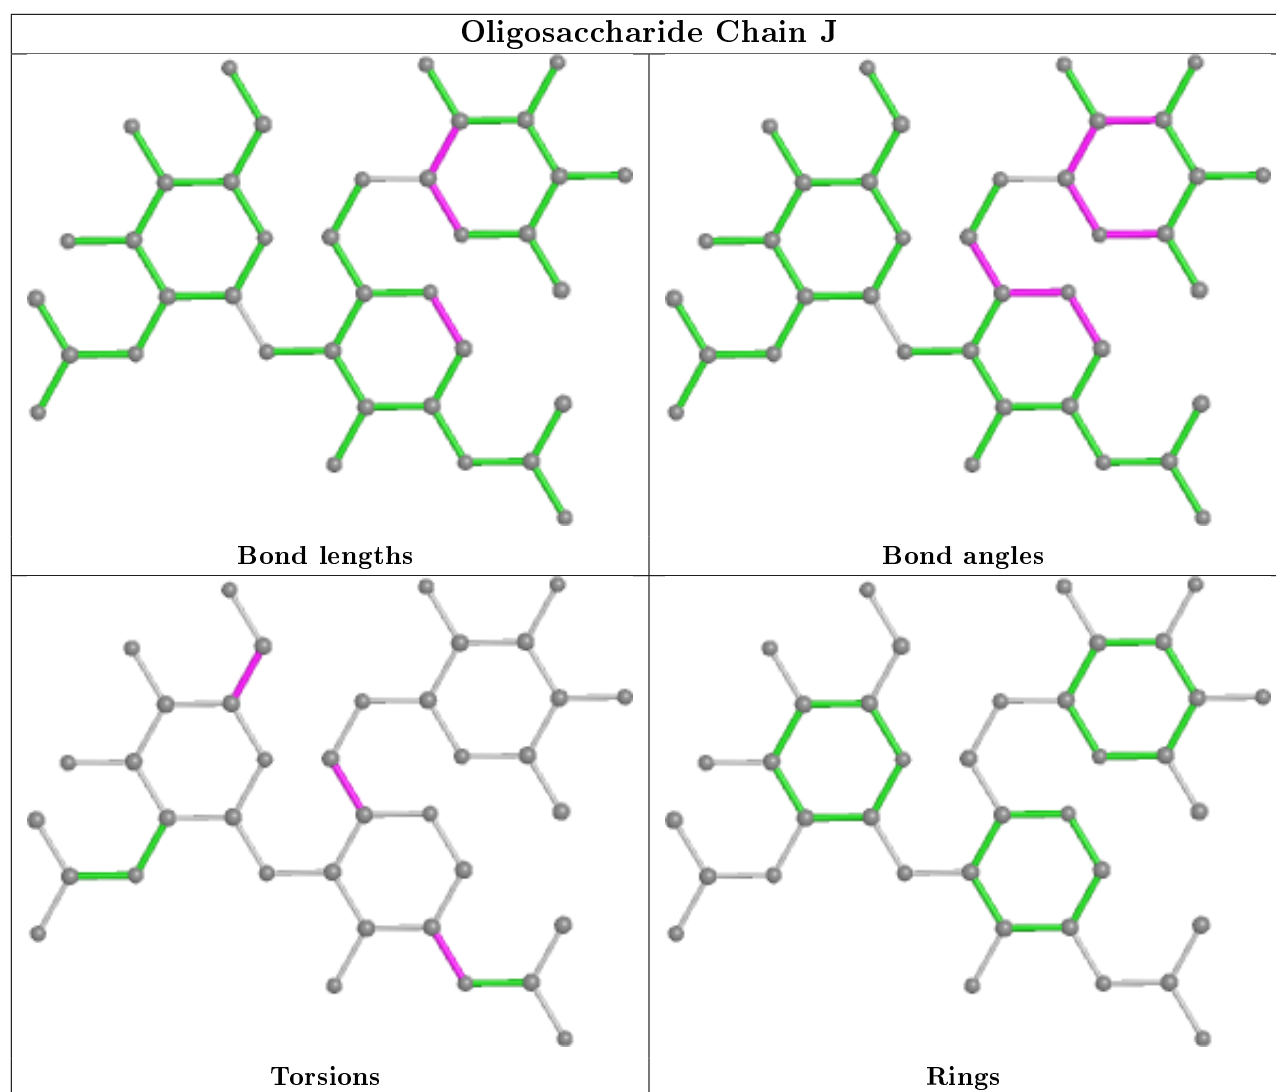 Oligosaccharide Chain J
Bond lengths
Bond angles
Torsions
Rings